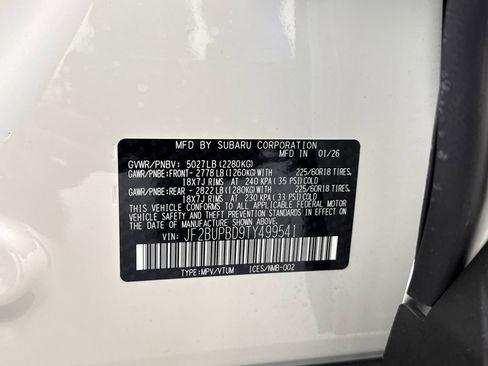 MFD BY SUBARU CORPORATION
MFD IN 01/26
GVWR/PNBV: 5027LB (2280KG)
GAWR/PNBE:FRONT- 2778LB (1260KG) WITH 225/60R18 TIRES,
18X7J RIMS AT 240 KPA (35 PSI) COLD
GAWR/PNBE:REAR - 2822LB (1280KG) WITH 225/60R18 TIRES,
18X7J RIMS AT 230 KPA (33 PSI) COLD
THIS VEHICLE CONFORMS TO ALL APPLICABLE FEDERAL MOTOR
VEHICLE SAFETY AND THEFT PREVENTION STANDARDS IN EFFECT
ON THE DATE OF MANUFACTURE SHOWN ABOVE.
VIN: JF2BUPBD9TY499541
TYPE:MPV/VTUM ICES/NMB-002